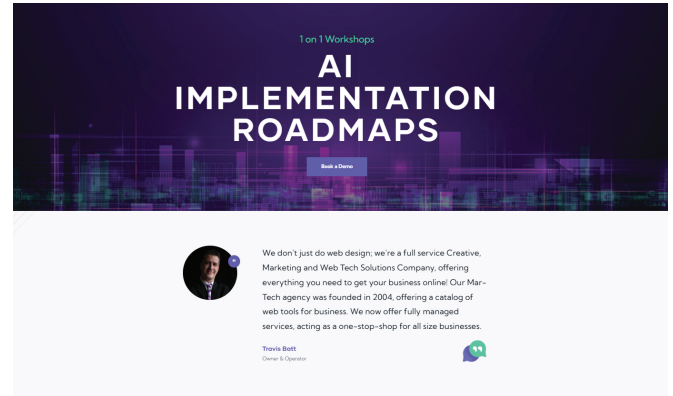 1 on 1 Workshops
AI
IMPLEMENTATION
ROADMAPS
Book a Demo
We don't just do web design; we're a full service Creative,
Marketing and Web Tech Solutions Company, offering
everything you need to get your business online! Our Mar-
Tech agency was founded in 2004, offering a catalog of
web tools for business. We now offer fully managed
services, acting as a one-stop-shop for all size businesses.
Travis Batt
Owner & Operator